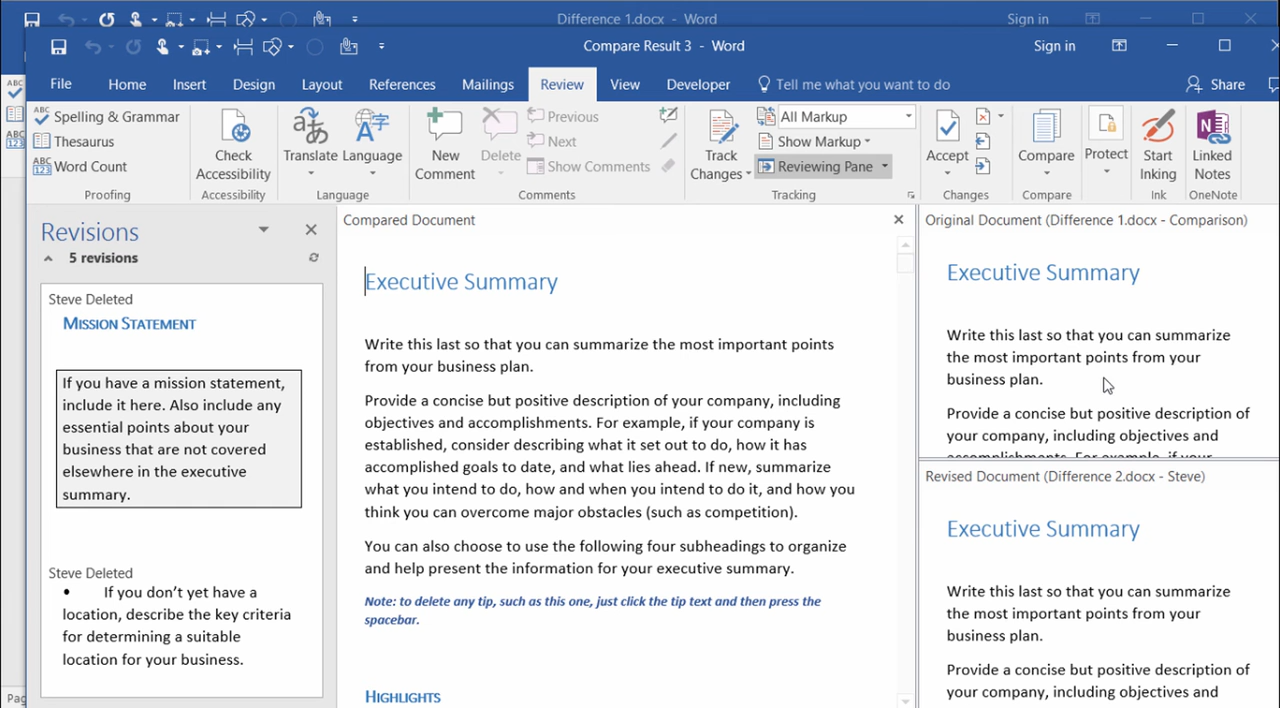 Difference 1.docx - Word
Sign in
Compare Result 3 - Word
Sign in
File Home Insert Design Layout References Mailings Review View Developer Tell me what you want to do Share
ABC Spelling & Grammar
Thesaurus
ABC 123 Word Count
Proofing
Check Accessibility
Accessibility
Translate Language
Language
New Comment
Delete
Previous
Next
Show Comments
Comments
Track Changes
All Markup
Show Markup
Reviewing Pane
Tracking
Accept
Changes
Compare
Compare
Protect
Start Inking
Ink
Linked Notes
OneNote
ABC
ABC
123
Revisions
5 revisions
Steve Deleted
MISSION STATEMENT
If you have a mission statement,
include it here. Also include any
essential points about your
business that are not covered
elsewhere in the executive
summary.
Steve Deleted
• If you don’t yet have a
location, describe the key criteria
for determining a suitable
location for your business.
Pag
Compared Document
Executive Summary
Write this last so that you can summarize the most important points
from your business plan.
Provide a concise but positive description of your company, including
objectives and accomplishments. For example, if your company is
established, consider describing what it set out to do, how it has
accomplished goals to date, and what lies ahead. If new, summarize
what you intend to do, how and when you intend to do it, and how you
think you can overcome major obstacles (such as competition).
You can also choose to use the following four subheadings to organize
and help present the information for your executive summary.
Note: to delete any tip, such as this one, just click the tip text and then press the
spacebar.
HIGHLIGHTS
Original Document (Difference 1.docx - Comparison)
Executive Summary
Write this last so that you can summarize
the most important points from your
business plan.
Provide a concise but positive description of
your company, including objectives and
accomplishments. For example, if your
Revised Document (Difference 2.docx - Steve)
Executive Summary
Write this last so that you can summarize
the most important points from your
business plan.
Provide a concise but positive description of
your company, including objectives and